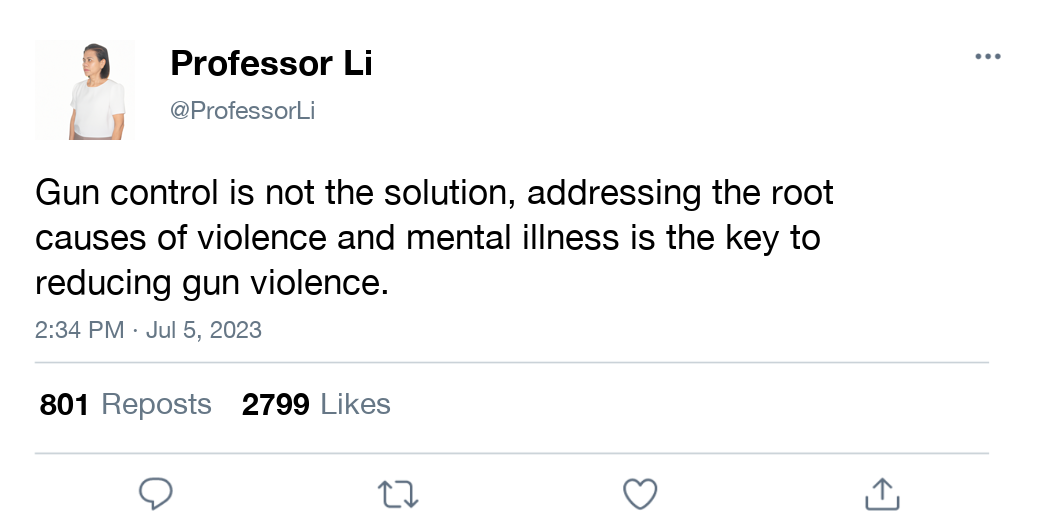 Professor Li
@ProfessorLi
Gun control is not the solution, addressing the root
causes of violence and mental illness is the key to
reducing gun violence.
2:34 PM · Jul 5, 2023
801 Reposts 2799 Likes